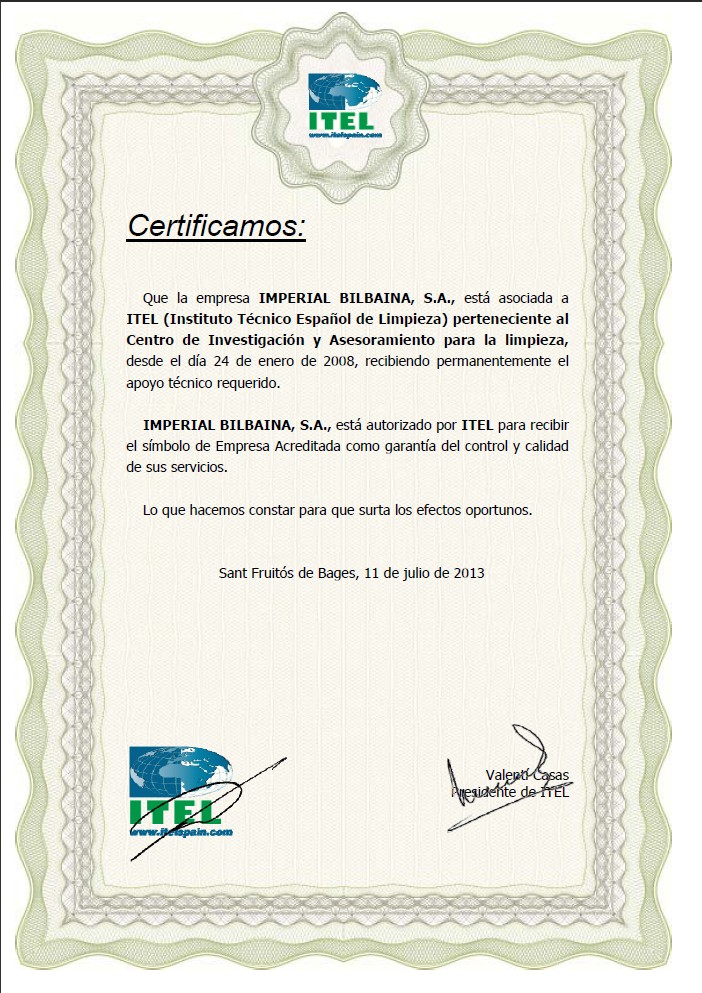 ITEL
www.itelspain.com
Certificamos:
Que la empresa IMPERIAL BILBAINA, S.A., está asociada a
ITEL (Instituto Técnico Español de Limpieza) perteneciente al
Centro de Investigación y Asesoramiento para la limpieza,
desde el día 24 de enero de 2008, recibiendo permanentemente el
apoyo técnico requerido.
IMPERIAL BILBAINA, S.A., está autorizado por ITEL para recibir
el símbolo de Empresa Acreditada como garantía del control y calidad
de sus servicios.
Lo que hacemos constar para que surta los efectos oportunos.
Sant Fruitós de Bages, 11 de julio de 2013
Valentí Casas
Presidente de ITEL
ITEL
www.itelspain.com